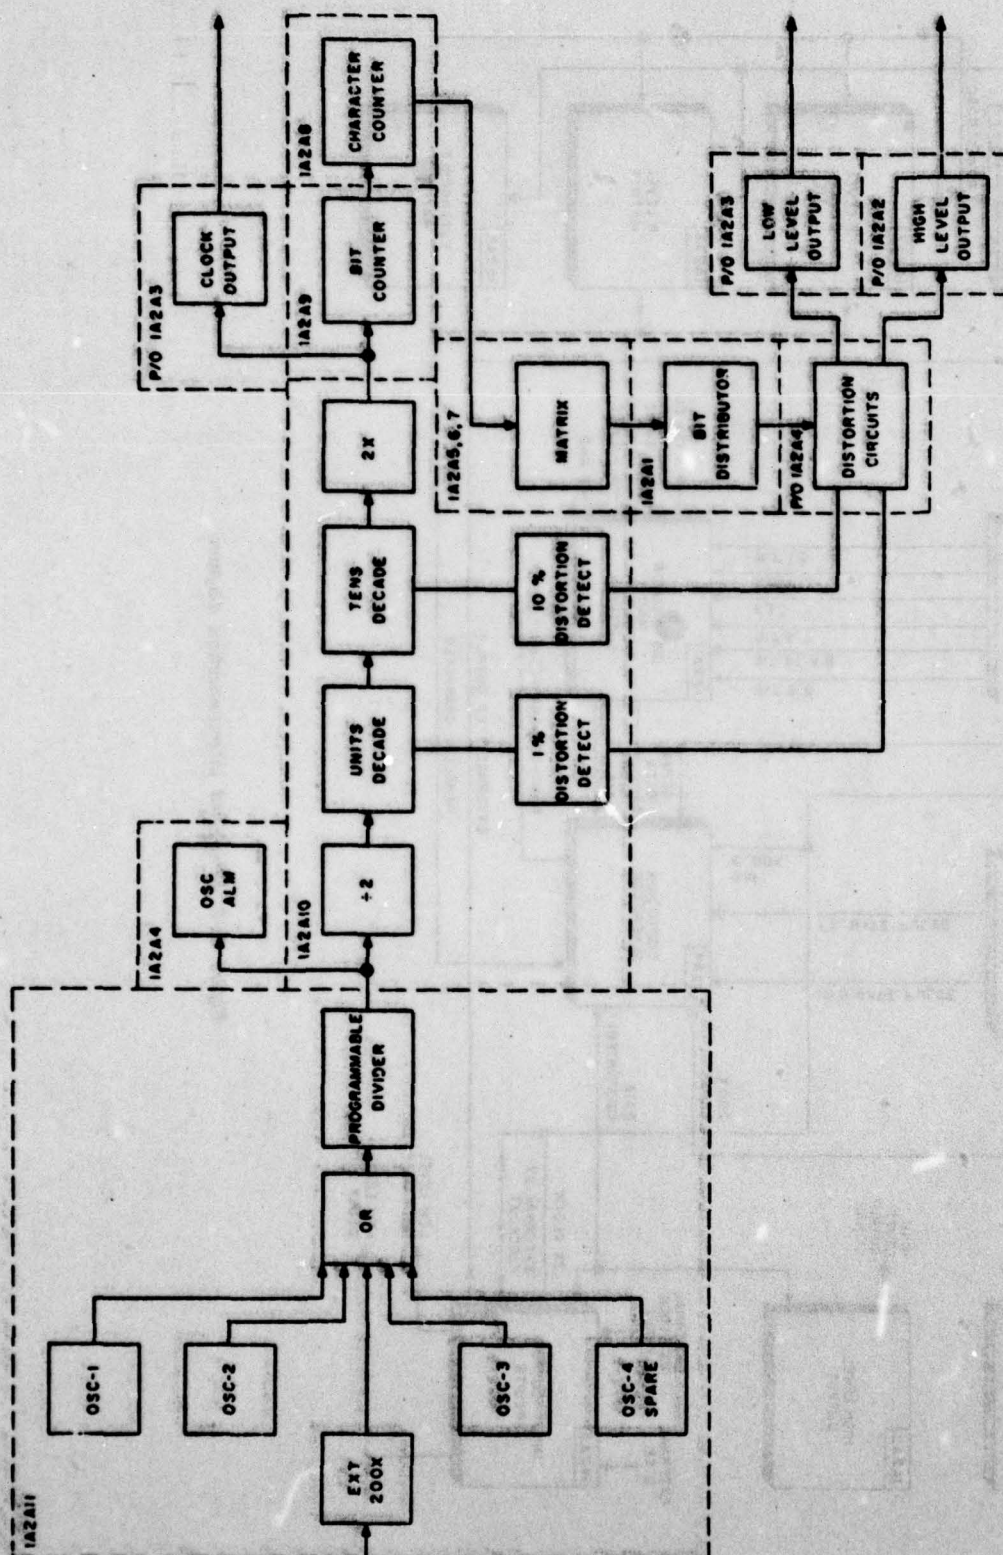 1A2A11
OSC-1
OSC-2
EXT
200X
OSC-3
OSC-4
SPARE
OR
PROGRAMMABLE
DIVIDER
1A2A4
OSC
ALM
1A2A10
÷2
UNITS
DECADE
TENS
DECADE
2X
1 %
DISTORTION
DETECT
10 %
DISTORTION
DETECT
P/O 1A2A3
CLOCK
OUTPUT
1A2A9
BIT
COUNTER
1A2A8
CHARACTER
COUNTER
1A2A5,6,7
MATRIX
1A2A1
BIT
DISTRIBUTOR
P/O 1A2A4
DISTORTION
CIRCUITS
P/O 1A2A3
LOW
LEVEL
OUTPUT
P/O 1A2A2
HIGH
LEVEL
OUTPUT